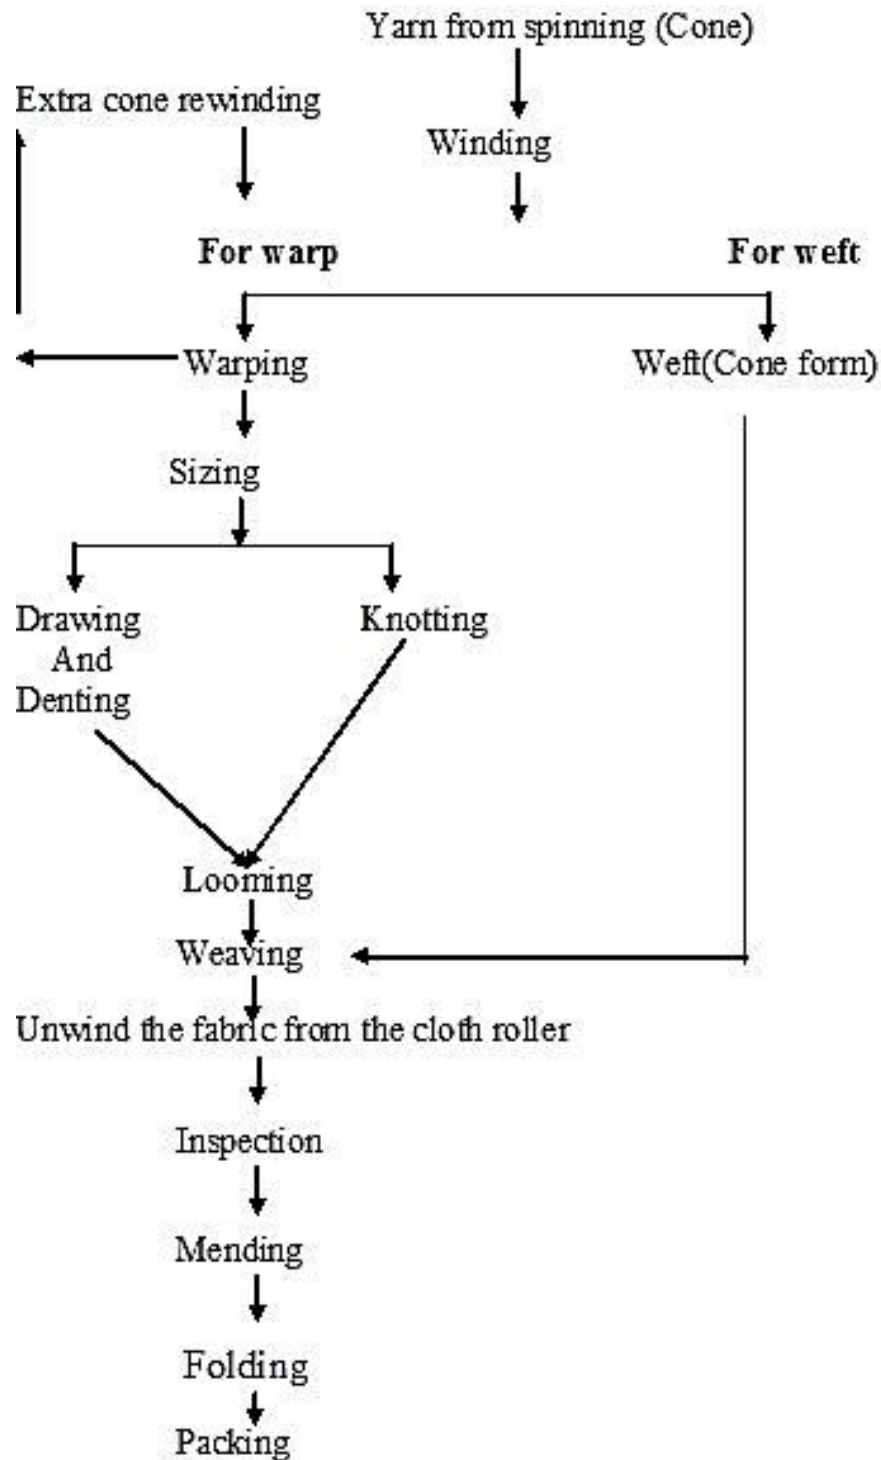 Yarn from spinning (Cone)
Extra cone rewinding
Winding
For warp
For weft
Warping
Weft(Cone form)
Sizing
Drawing
And
Denting
Knotting
Looming
Weaving
Unwind the fabric from the cloth roller
Inspection
Mending
Folding
Packing